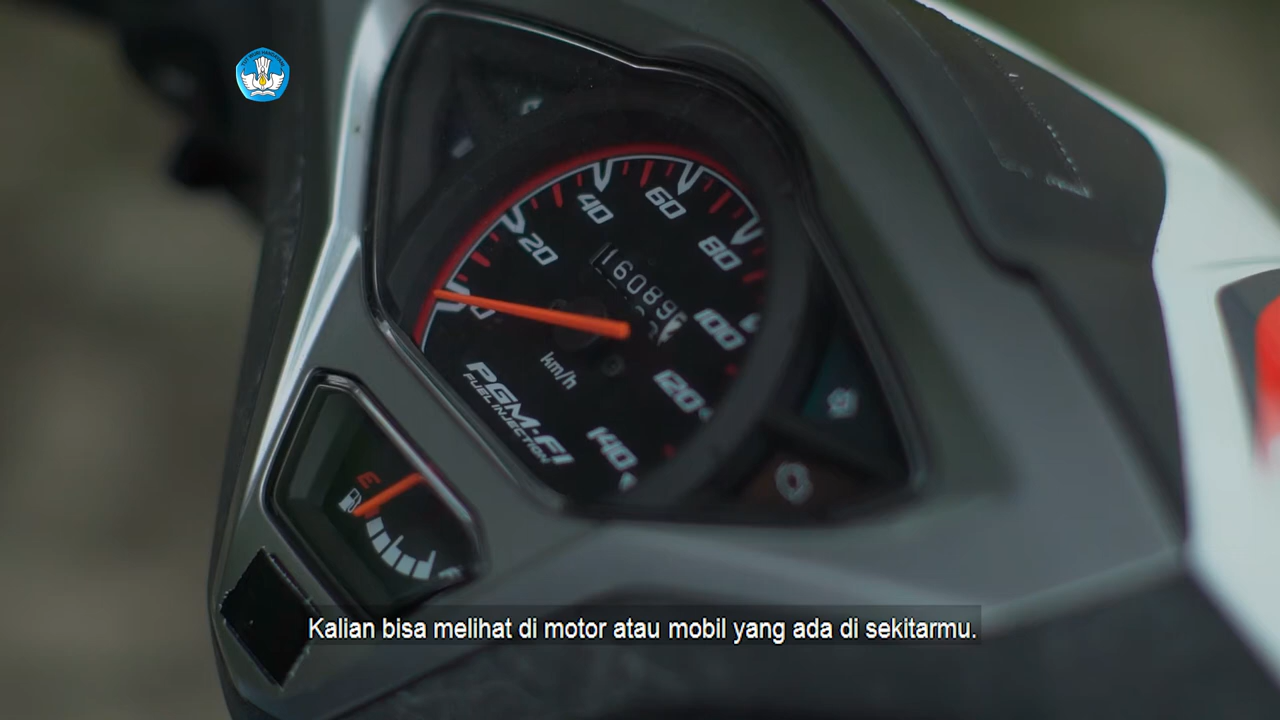 20
40
60
80
100
120
140
km/h
PGM-FI
FUEL INJECTION
E
F
Kalian bisa melihat di motor atau mobil yang ada di sekitarmu.